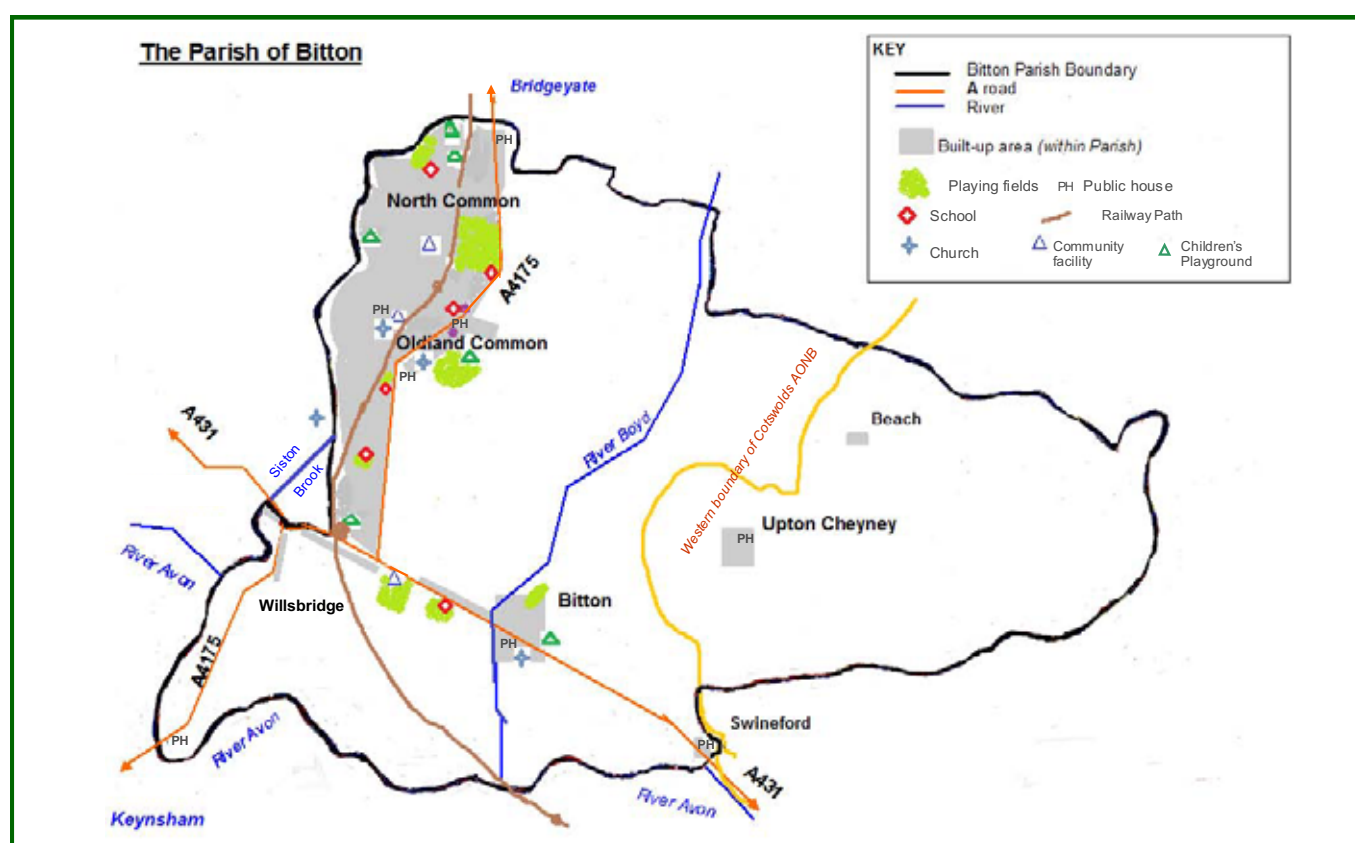 The Parish of Bitton
KEY
Bitton Parish Boundary
A road
River
Built-up area (within Parish)
Playing fields
PH Public house
School
Railway Path
Church
Community
facility
Children's
Playground
Bridgeyate
PH
North Common
A4175
PH
PH
Oldland Common
PH
A431
Siston
Brook
River Boyd
Western boundary of Cotswolds AONB
Beach
Upton Cheyney
PH
River Avon
Willsbridge
Bitton
PH
A4175
PH
River Avon
Swineford
PH
A431
River Avon
Keynsham